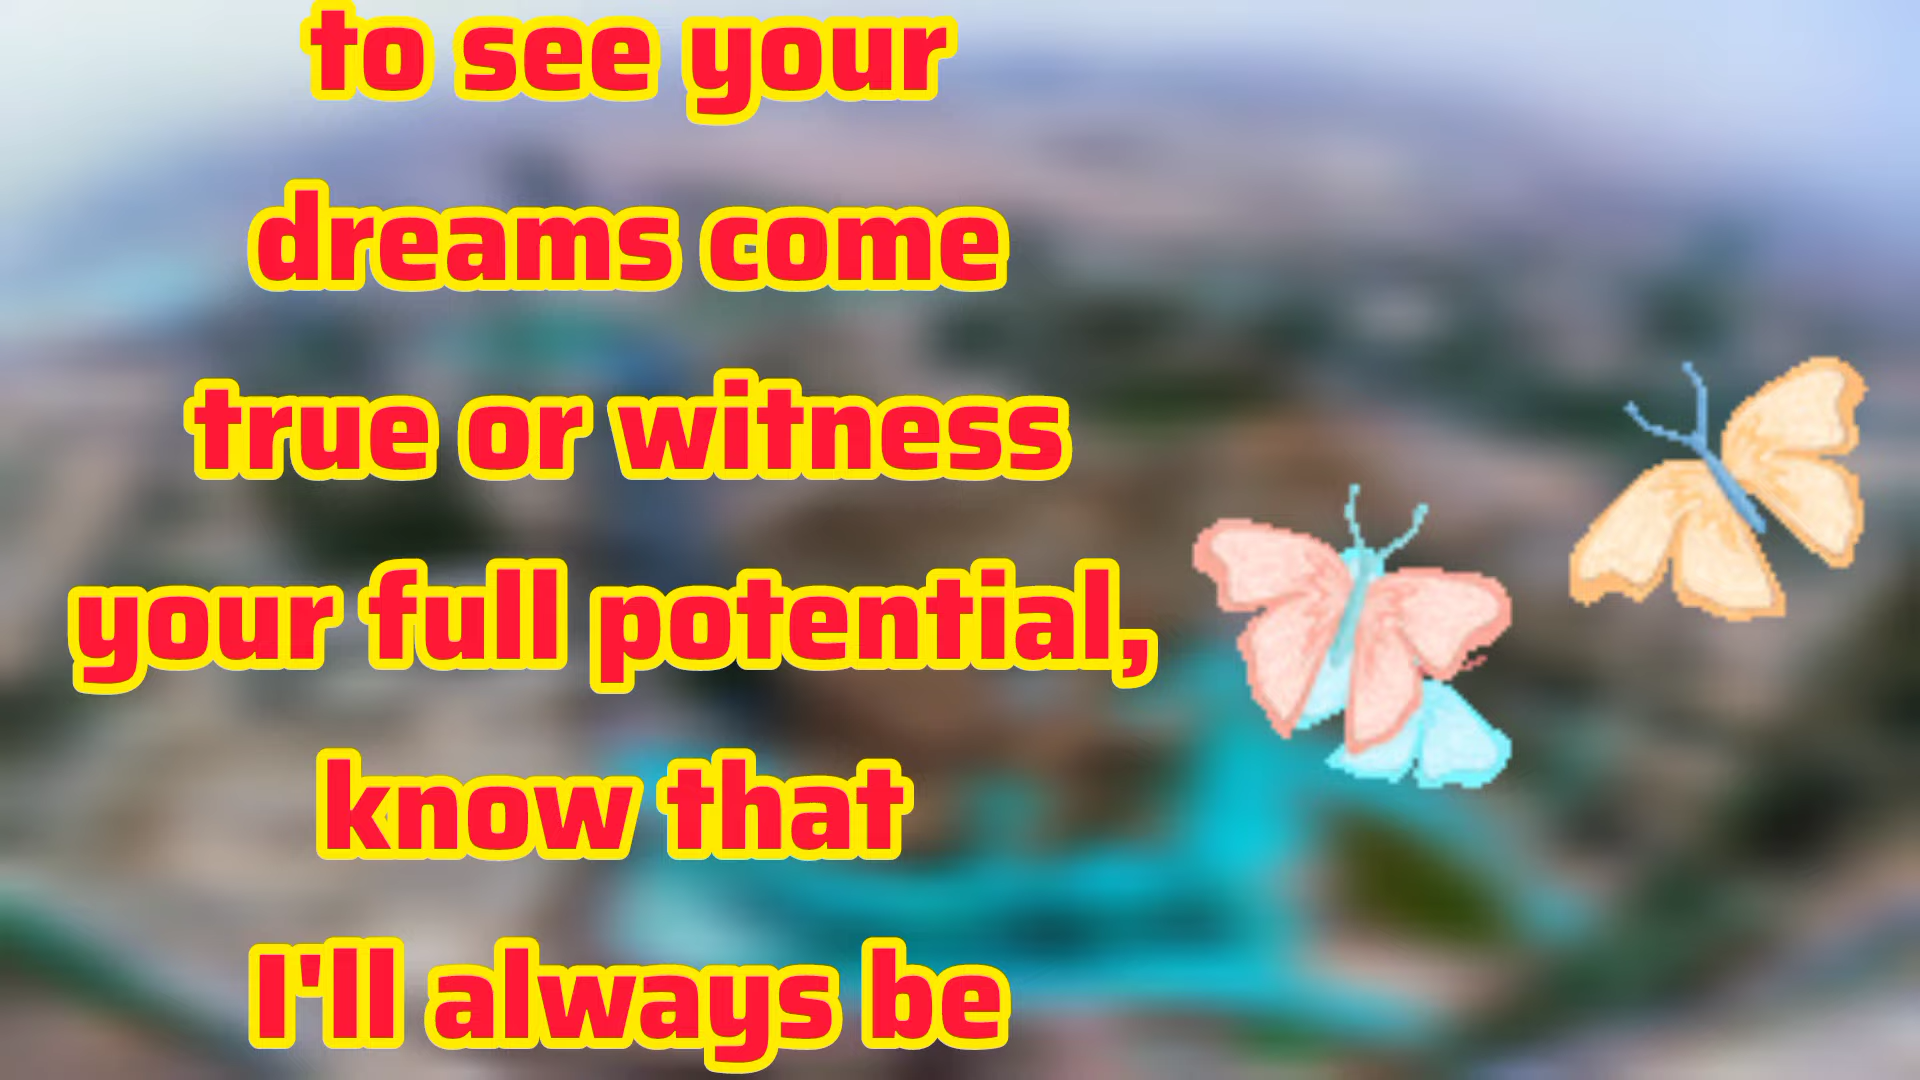 to see your
dreams come
true or witness
your full potential,
know that
I'll always be